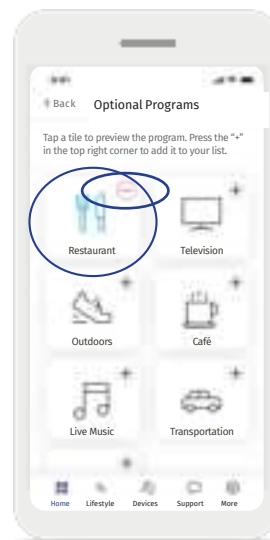 Back Optional Programs
Tap a tile to preview the program. Press the “+”
in the top right corner to add it to your list.
Restaurant Television
Outdoors Café
Live Music Transportation
Home Lifestyle Devices Support More